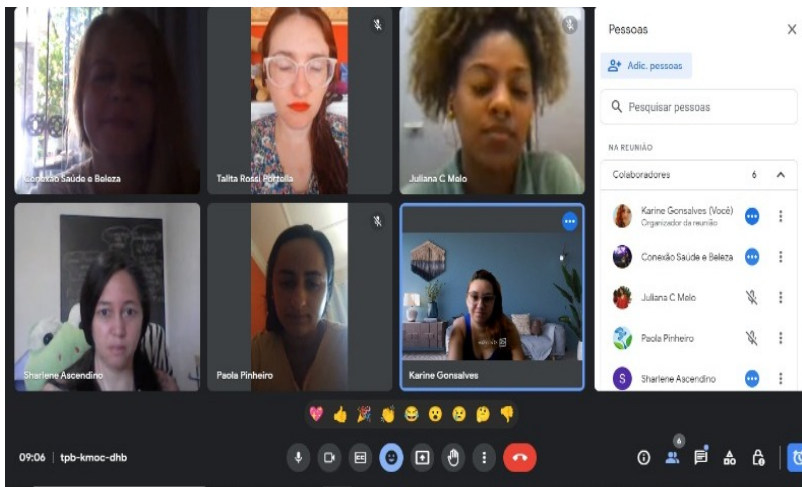 Conexão Saúde e Beleza
Talita Rossi Portella
Juliana C Melo
Sharlene Ascendino
Paola Pinheiro
Karine Gonsalves
09:06 | tpb-kmoc-dhb
6
Pessoas
Adic. pessoas
Pesquisar pessoas
NA REUNIÃO
Colaboradores 6
Karine Gonsalves (Você)
Organizador da reunião
Conexão Saúde e Beleza
Juliana C Melo
Paola Pinheiro
S Sharlene Ascendino